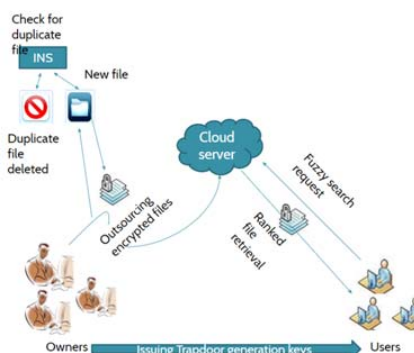 Check for
duplicate
file
INS
New file
Duplicate
file
deleted
Cloud
server
Fuzzy search
request
Outsourcing
encrypted files
Ranked
file
retrieval
Owners
Issuing Trapdoor generation keys
Users